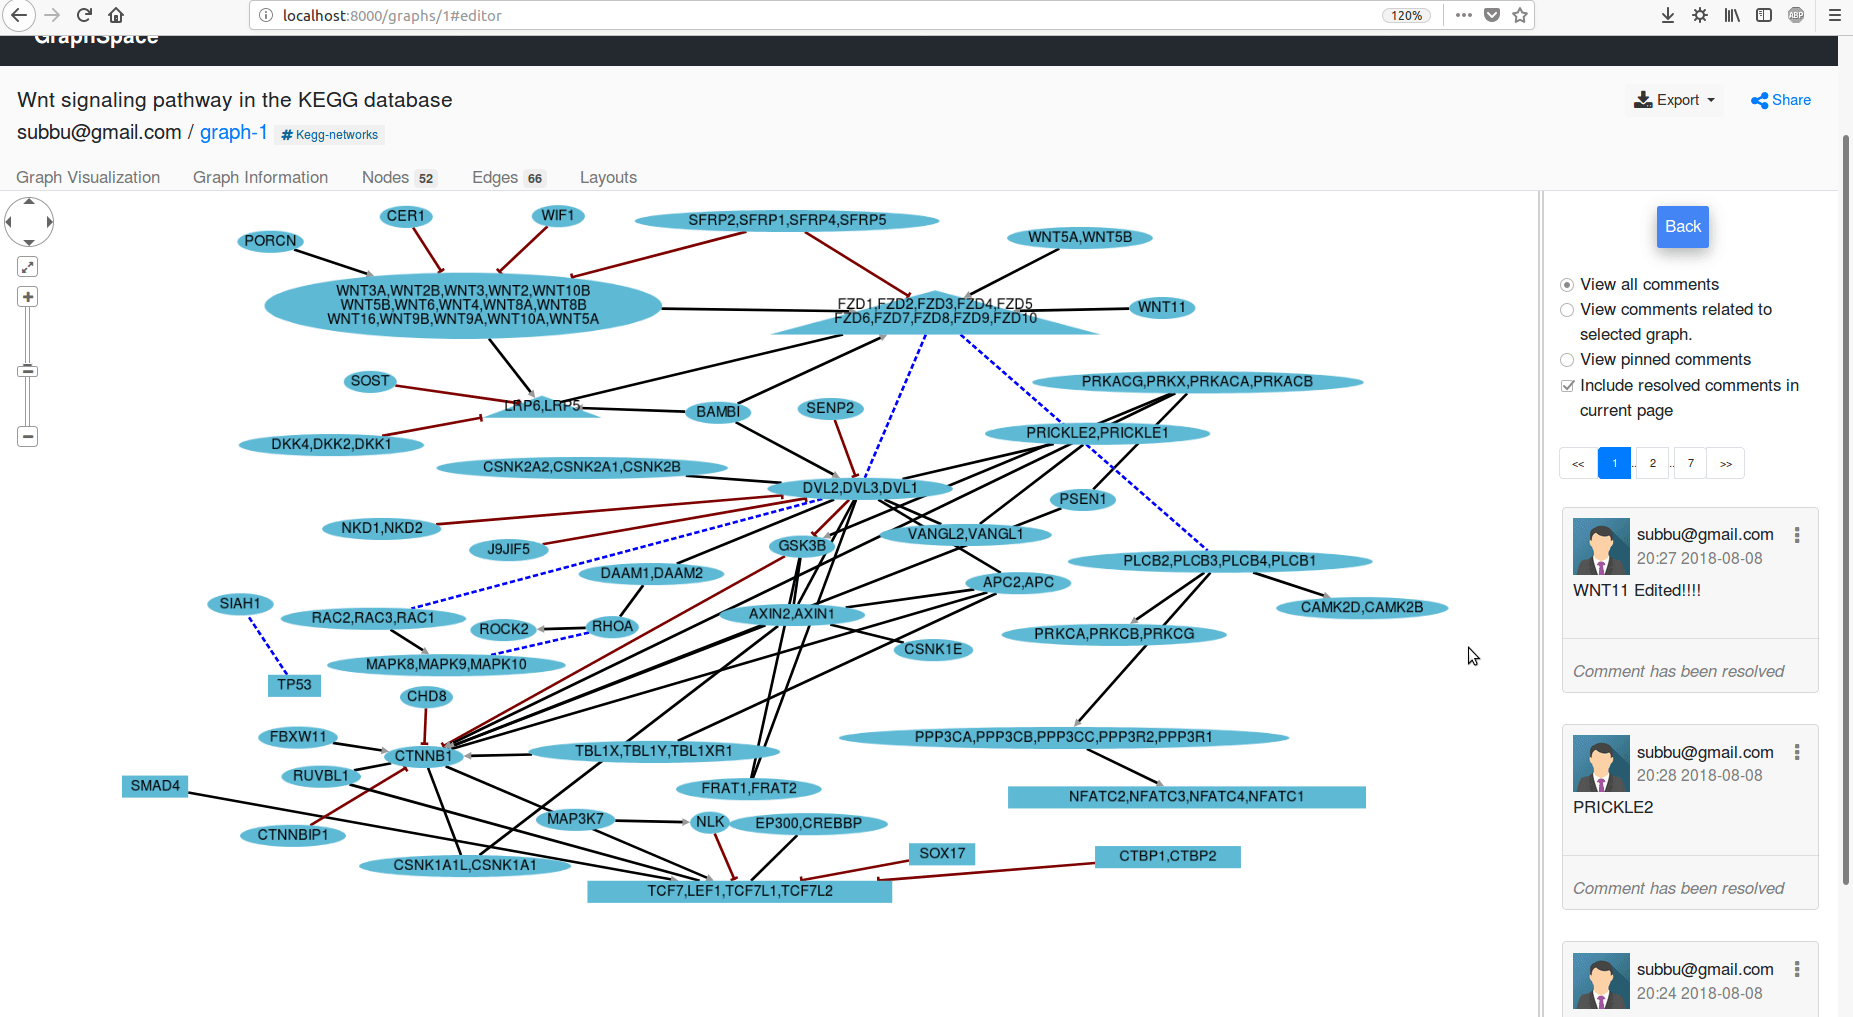 localhost:8000/graphs/1#editor
120%
ABP
GraphSpace
Wnt signaling pathway in the KEGG database
Export
Share
subbu@gmail.com / graph-1
# Kegg-networks
Graph Visualization
Graph Information
Nodes 52
Edges 66
Layouts
CER1
WIF1
SFRP2,SFRP1,SFRP4,SFRP5
PORCN
WNT5A,WNT5B
WNT3A,WNT2B,WNT3,WNT2,WNT10B
WNT5B,WNT6,WNT4,WNT8A,WNT8B
WNT16,WNT9B,WNT9A,WNT10A,WNT5A
FZD1,FZD2,FZD3,FZD4,FZD5
FZD6,FZD7,FZD8,FZD9,FZD10
WNT11
SOST
PRKACG,PRKX,PRKACA,PRKACB
LRP6,LRP5
BAMBI
SENP2
DKK4,DKK2,DKK1
PRICKLE2,PRICKLE1
CSNK2A2,CSNK2A1,CSNK2B
DVL2,DVL3,DVL1
PSEN1
NKD1,NKD2
VANGL2,VANGL1
J9JIF5
GSK3B
PLCB2,PLCB3,PLCB4,PLCB1
DAAM1,DAAM2
APC2,APC
SIAH1
CAMK2D,CAMK2B
RAC2,RAC3,RAC1
AXIN2,AXIN1
ROCK2
RHOA
PRKCA,PRKCB,PRKCG
CSNK1E
MAPK8,MAPK9,MAPK10
TP53
CHD8
FBXW11
PPP3CA,PPP3CB,PPP3CC,PPP3R2,PPP3R1
CTNNB1
TBL1X,TBL1Y,TBL1XR1
RUVBL1
SMAD4
FRAT1,FRAT2
NFATC2,NFATC3,NFATC4,NFATC1
MAP3K7
NLK
EP300,CREBBP
CTNNBIP1
SOX17
CTBP1,CTBP2
CSNK1A1L,CSNK1A1
TCF7,LEF1,TCF7L1,TCF7L2
Back
View all comments
View comments related to
selected graph.
View pinned comments
Include resolved comments in
current page
<< 1 .. 2 .. 7 >>
subbu@gmail.com
20:27 2018-08-08
WNT11 Edited!!!!
Comment has been resolved
subbu@gmail.com
20:28 2018-08-08
PRICKLE2
Comment has been resolved
subbu@gmail.com
20:24 2018-08-08